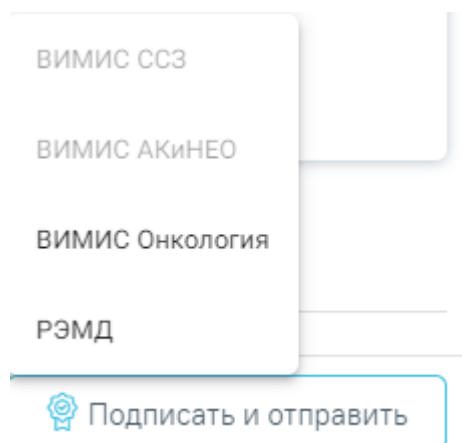 ВИМИС ССЗ
ВИМИС АКиНЕО
ВИМИС Онкология
РЭМД
Подписать и отправить